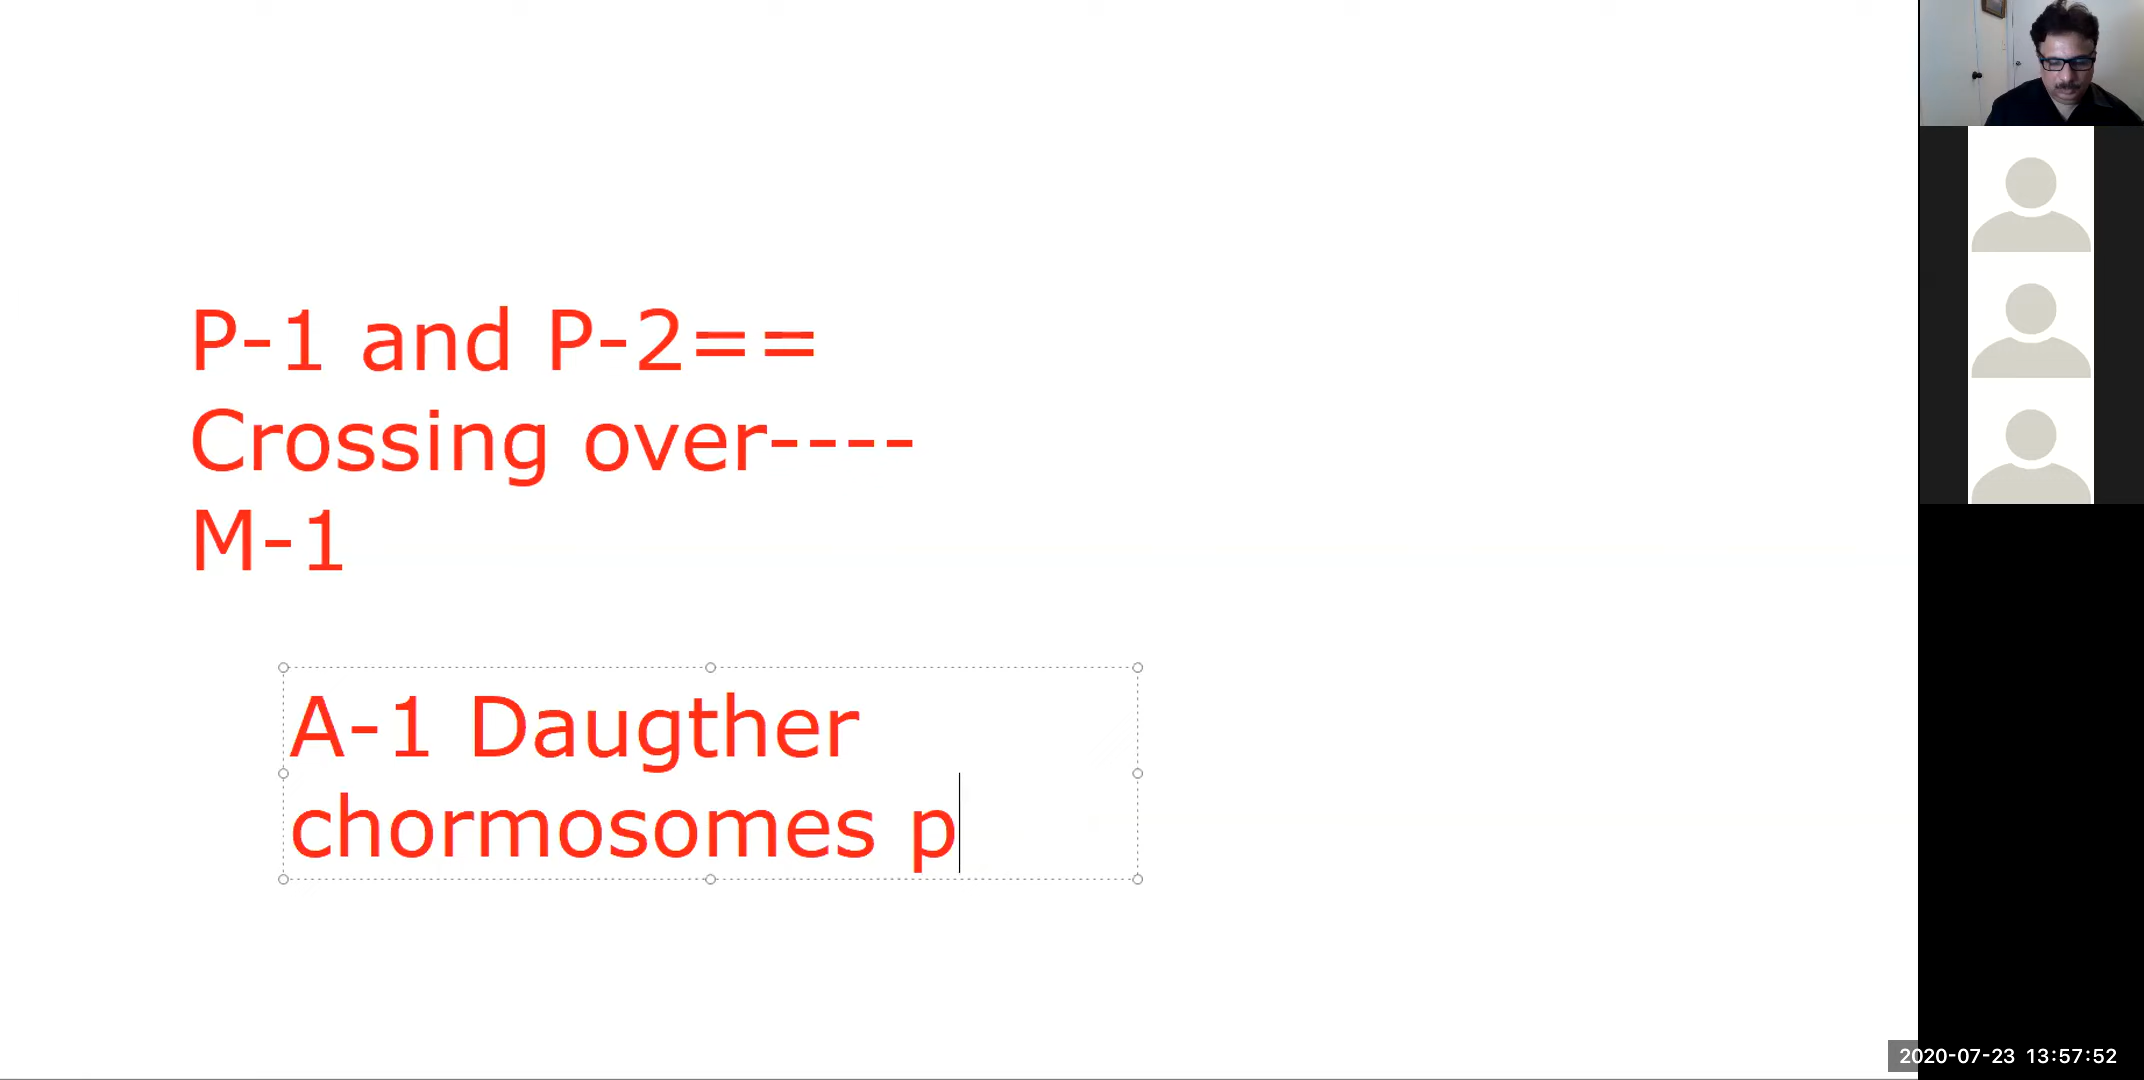 P-1 and P-2==
Crossing over----
M-1
A-1 Daugther
chormosomes p
2020-07-23 13:57:52